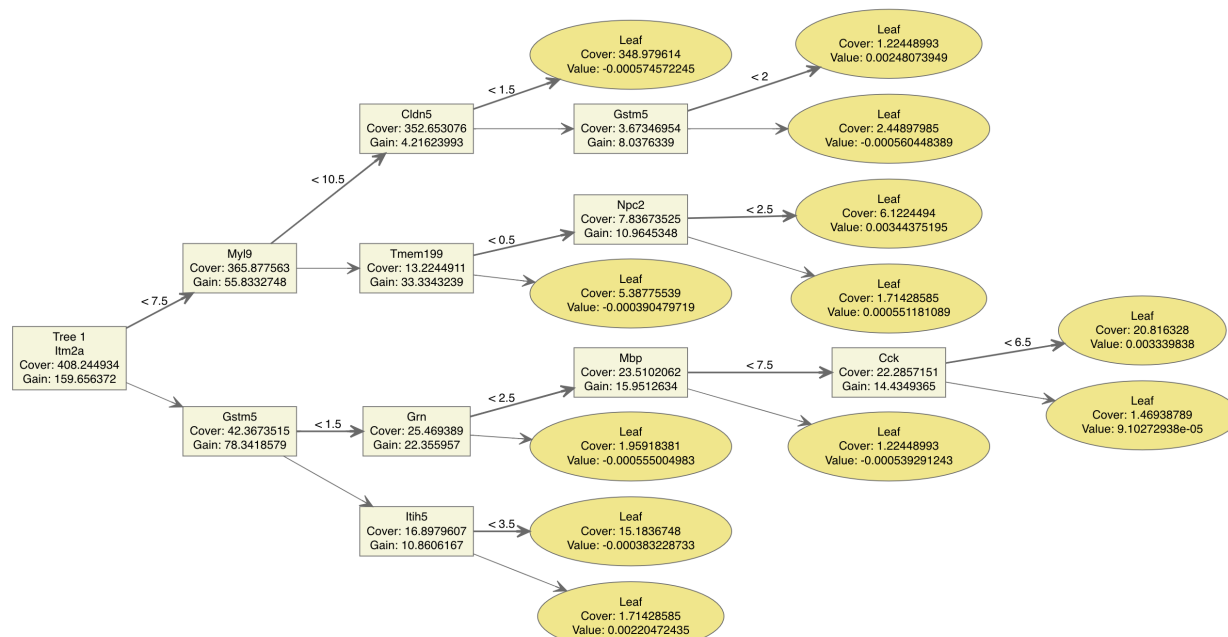 Leaf
Cover: 348.979614
Value: -0.000574572245
Leaf
Cover: 1.22448993
Value: 0.00248073949
< 1.5
< 2
Cldn5
Cover: 352.653076
Gain: 4.21623993
Gstm5
Cover: 3.67346954
Gain: 8.0376339
Leaf
Cover: 2.44897985
Value: -0.000560448389
< 10.5
Npc2
Cover: 7.83673525
Gain: 10.9645348
< 2.5
Leaf
Cover: 6.1224494
Value: 0.00344375195
Myl9
Cover: 365.877563
Gain: 55.8332748
Tmem199
Cover: 13.2244911
Gain: 33.3343239
< 0.5
Leaf
Cover: 5.38775539
Value: -0.000390479719
Leaf
Cover: 1.71428585
Value: 0.000551181089
< 7.5
Tree 1
Itm2a
Cover: 408.244934
Gain: 159.656372
Mbp
Cover: 23.5102062
Gain: 15.9512634
< 7.5
Cck
Cover: 22.2857151
Gain: 14.4349365
< 6.5
Leaf
Cover: 20.816328
Value: 0.003339838
Leaf
Cover: 1.46938789
Value: 9.10272938e-05
Gstm5
Cover: 42.3673515
Gain: 78.3418579
< 1.5
Grn
Cover: 25.469389
Gain: 22.355957
< 2.5
Leaf
Cover: 1.95918381
Value: -0.000555004983
Leaf
Cover: 1.22448993
Value: -0.000539291243
Itih5
Cover: 16.8979607
Gain: 10.8606167
< 3.5
Leaf
Cover: 15.1836748
Value: -0.000383228733
Leaf
Cover: 1.71428585
Value: 0.00220472435